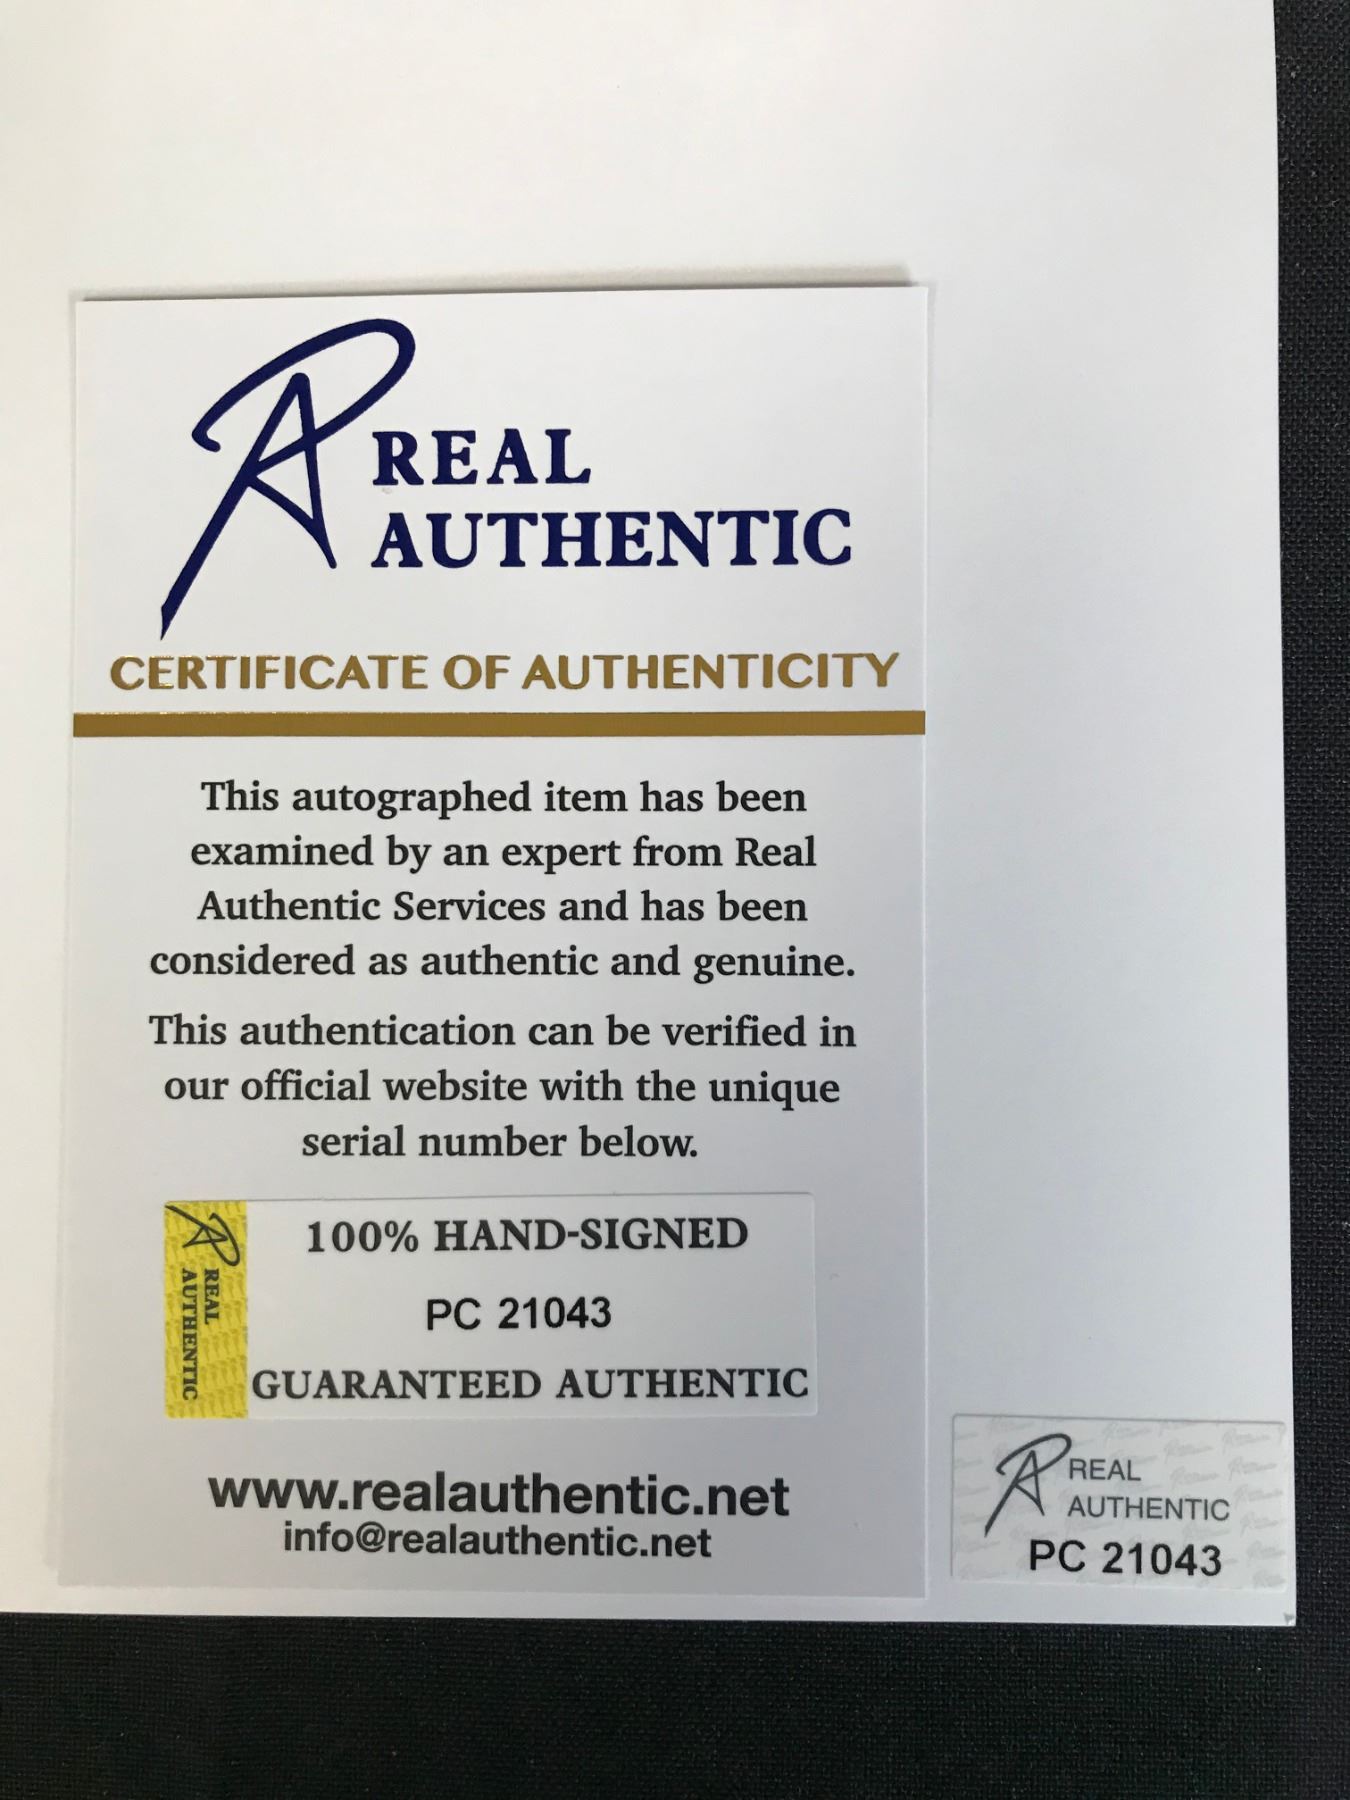 RA REAL
AUTHENTIC
CERTIFICATE OF AUTHENTICITY
This autographed item has been
examined by an expert from Real
Authentic Services and has been
considered as authentic and genuine.
This authentication can be verified in
our official website with the unique
serial number below.
RA REAL
AUTHENTIC
100% HAND-SIGNED
PC 21043
GUARANTEED AUTHENTIC
www.realauthentic.net
info@realauthentic.net
RA REAL
AUTHENTIC
PC 21043